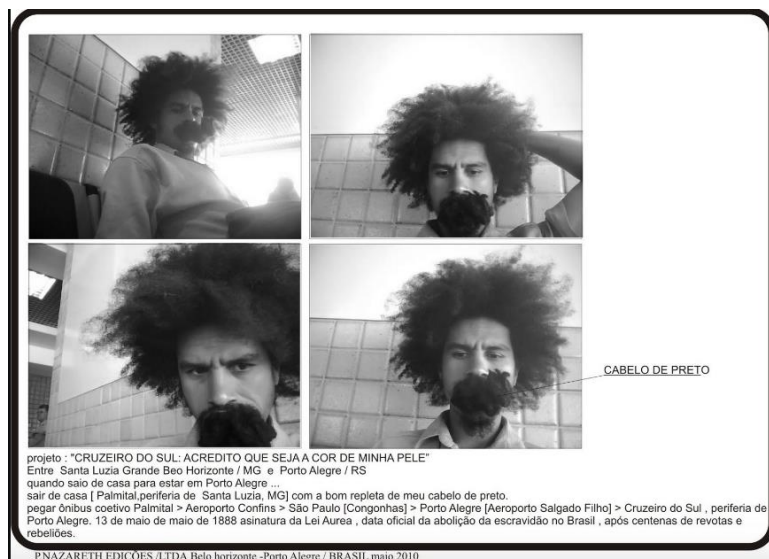 CABELO DE PRETO
projeto : "CRUZEIRO DO SUL: ACREDITO QUE SEJA A COR DE MINHA PELE"
Entre Santa Luzia Grande Beo Horizonte / MG e Porto Alegre / RS
quando saio de casa para estar em Porto Alegre ...
sair de casa [ Palmital,periferia de Santa Luzia, MG] com a bom repleta de meu cabelo de preto.
pegar ônibus coetivo Palmital > Aeroporto Confins > São Paulo [Congonhas] > Porto Alegre [Aeroporto Salgado Filho] > Cruzeiro do Sul , periferia de
Porto Alegre. 13 de maio de maio de 1888 asinatura da Lei Aurea , data oficial da abolição da escravidão no Brasil , após centenas de revotas e
rebeliões.
P.NAZARETH EDIÇÕES /LTDA Belo horizonte -Porto Alegre / BRASIL maio 2010